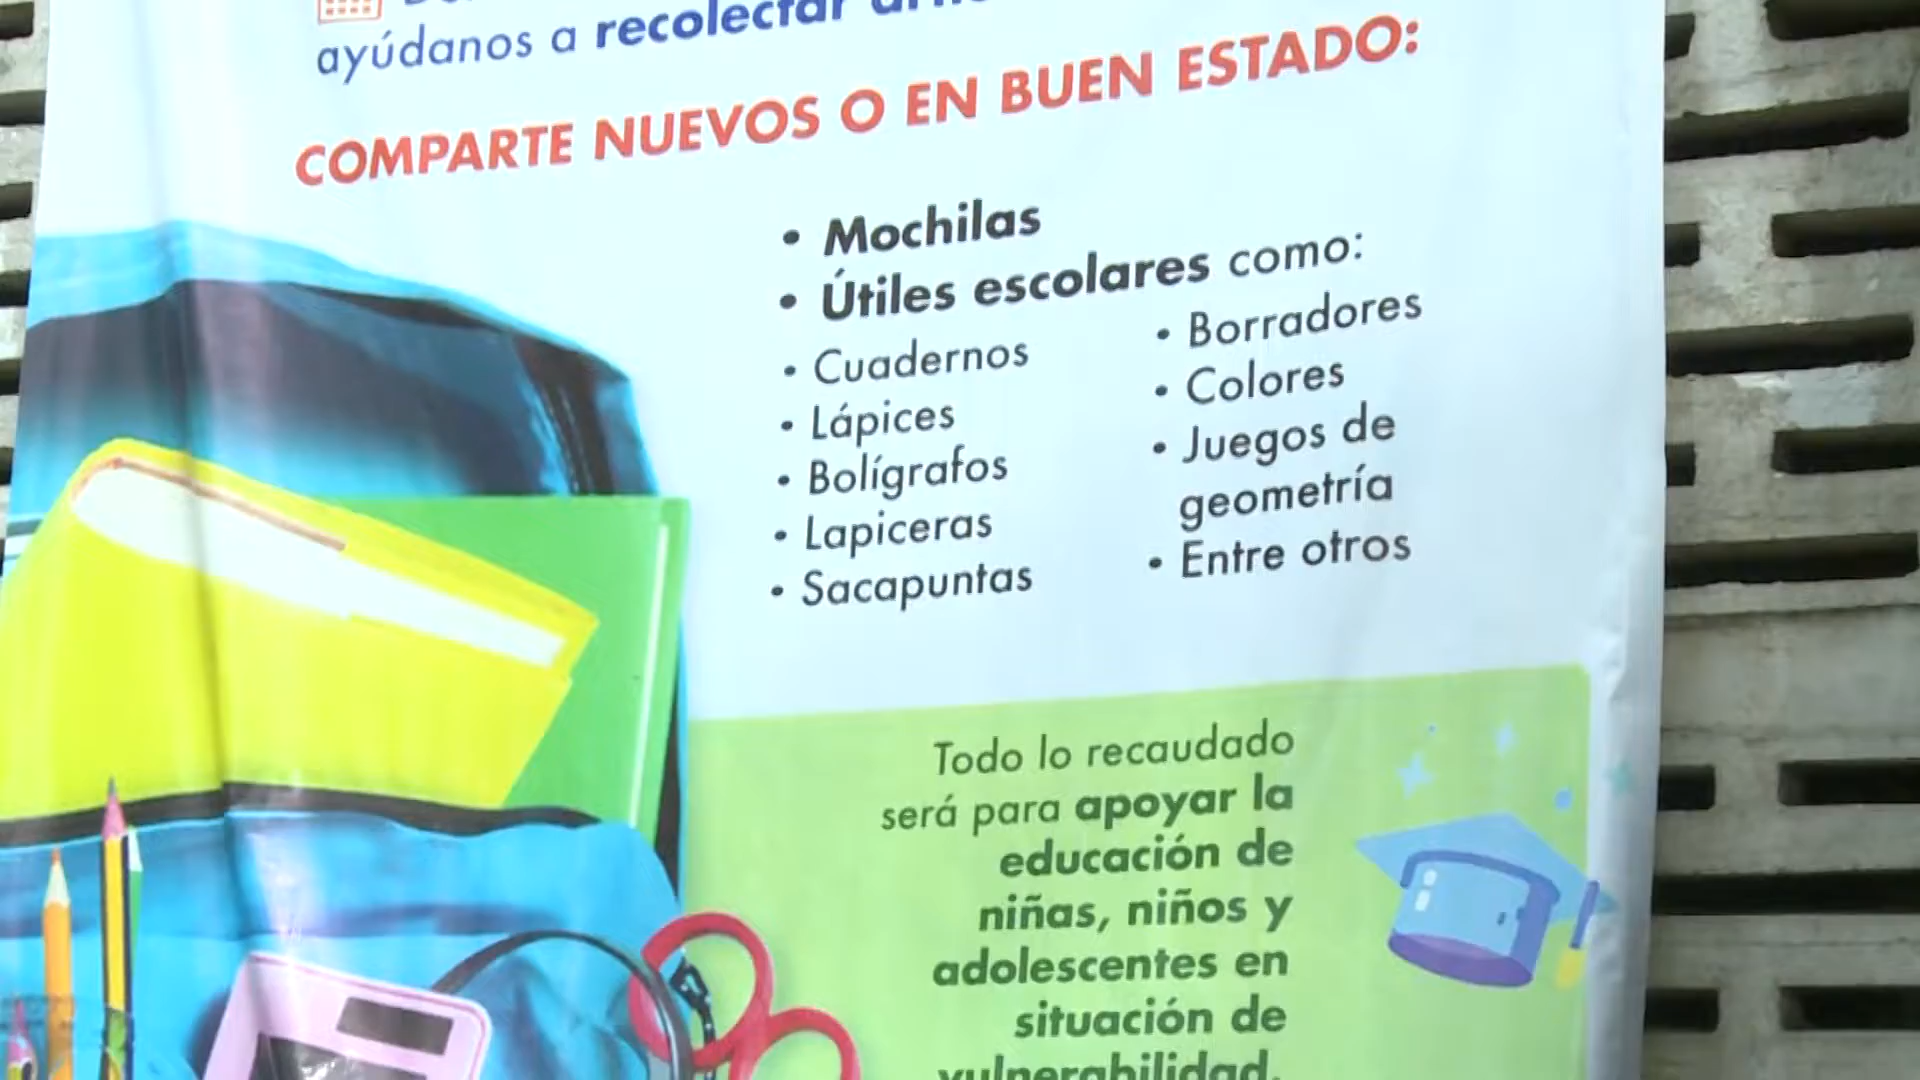 ayúdanos a recolectar
COMPARTE NUEVOS O EN BUEN ESTADO:
• Mochilas
• Útiles escolares como:
• Cuadernos
• Lápices
• Bolígrafos
• Lapiceras
• Sacapuntas
• Borradores
• Colores
• Juegos de
geometría
• Entre otros
Todo lo recaudado
será para apoyar la
educación de
niñas, niños y
adolescentes en
situación de
vulnerabilidad.